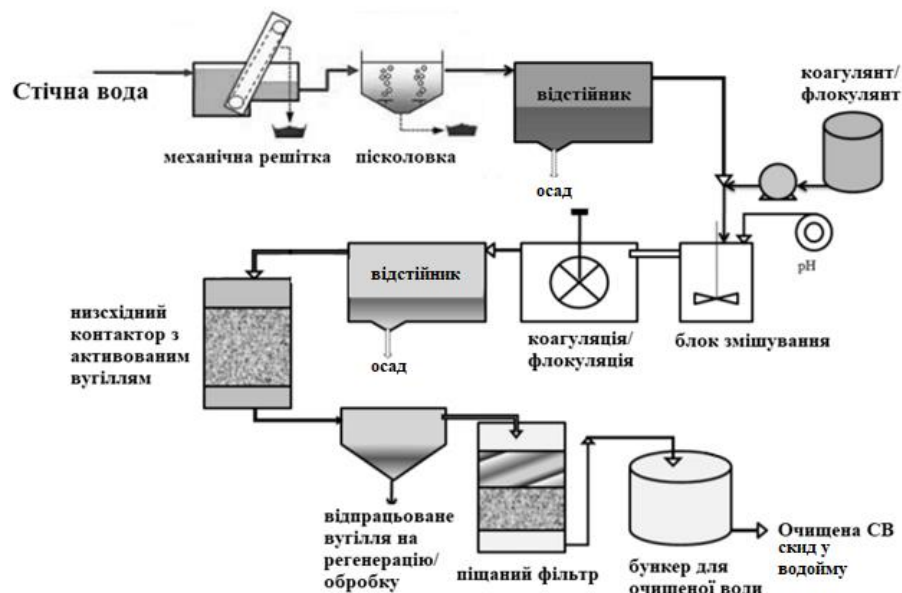 Стічна вода
механічна решітка
пісколовка
відстійник
осад
коагулянт/
флокулянт
pH
блок змішування
коагуляція/
флокуляція
відстійник
осад
низсхідний
контактор з
активованим
вугіллям
відпрацьоване
вугілля на
регенерацію/
обробку
піщаний фільтр
бункер для
очищеної води
Очищена СВ
скид у
водойму